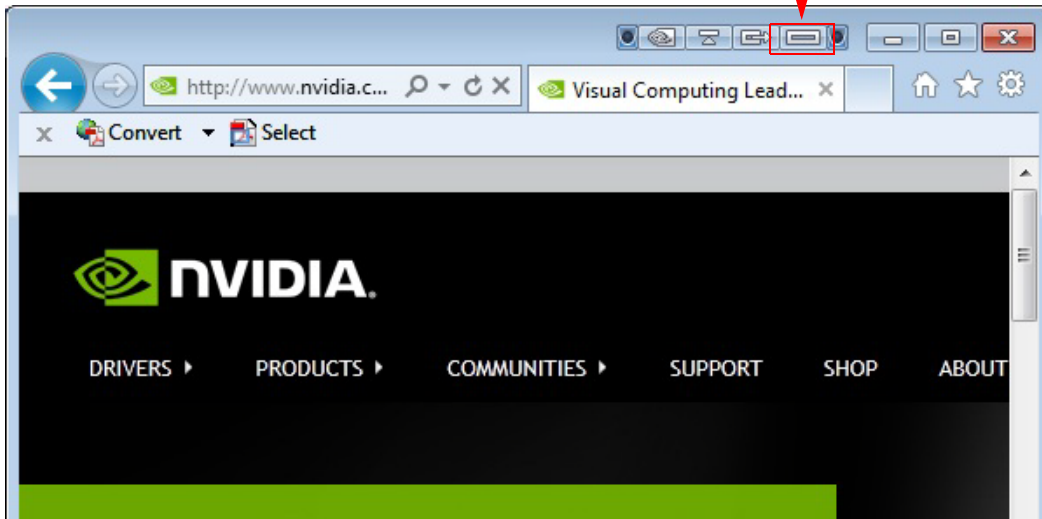 http://www.nvidia.c... Visual Computing Lead...
x Convert Select
NVIDIA.
DRIVERS PRODUCTS COMMUNITIES SUPPORT SHOP ABOUT